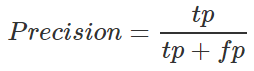 Precision = tp / (tp + fp)